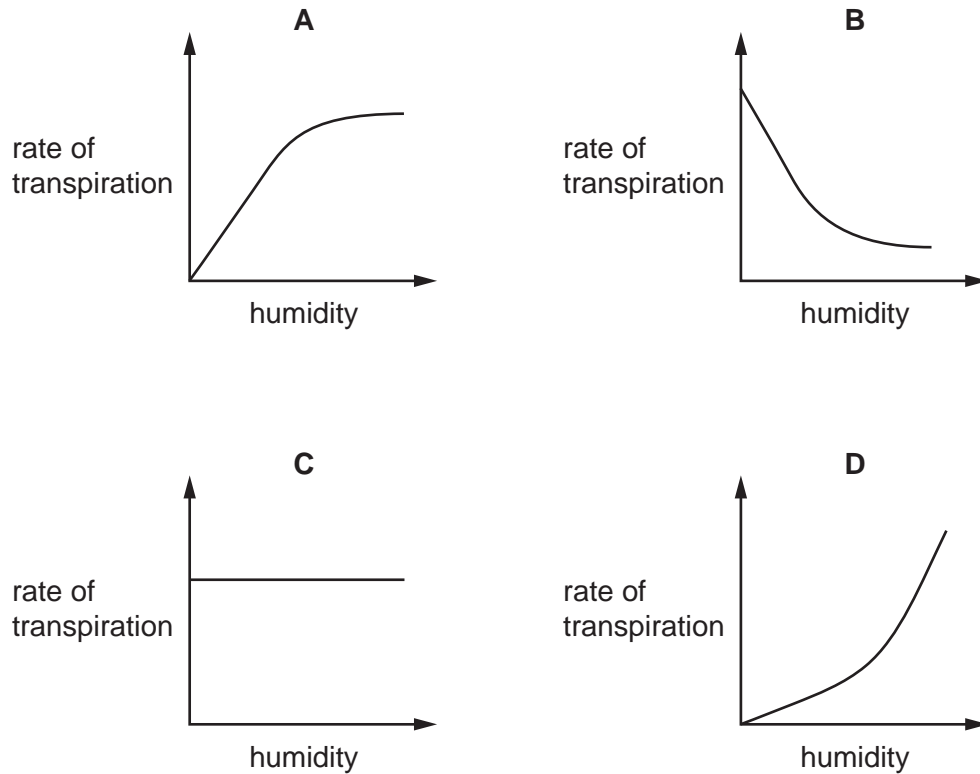 A
rate of
transpiration
humidity
B
rate of
transpiration
humidity
C
rate of
transpiration
humidity
D
rate of
transpiration
humidity